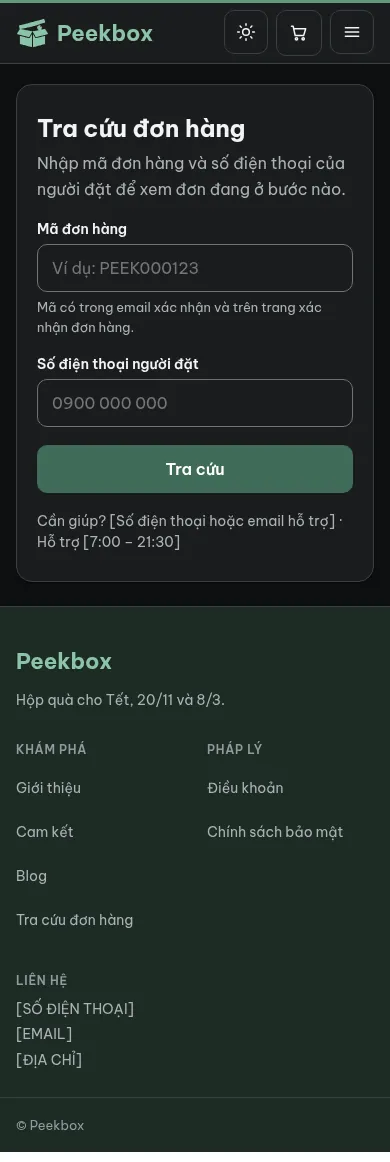 Peekbox
Tra cứu đơn hàng
Nhập mã đơn hàng và số điện thoại của
người đặt để xem đơn đang ở bước nào.
Mã đơn hàng
Ví dụ: PEEK000123
Mã có trong email xác nhận và trên trang xác
nhận đơn hàng.
Số điện thoại người đặt
0900 000 000
Tra cứu
Cần giúp? [Số điện thoại hoặc email hỗ trợ] ·
Hỗ trợ [7:00 – 21:30]
Peekbox
Hộp quà cho Tết, 20/11 và 8/3.
KHÁM PHÁ
Giới thiệu
Cam kết
Blog
Tra cứu đơn hàng
PHÁP LÝ
Điều khoản
Chính sách bảo mật
LIÊN HỆ
[SỐ ĐIỆN THOẠI]
[EMAIL]
[ĐỊA CHỈ]
© Peekbox